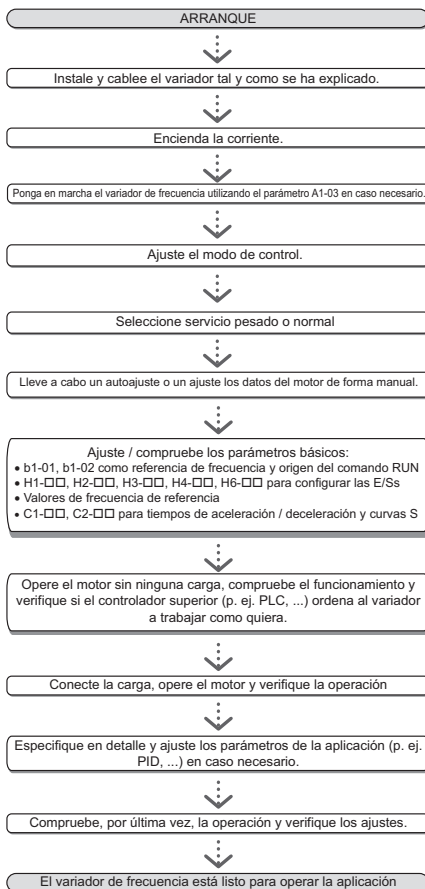 ARRANQUE
Instale y cablee el variador tal y como se ha explicado.
Encienda la corriente.
Ponga en marcha el variador de frecuencia utilizando el parámetro A1-03 en caso necesario.
Ajuste el modo de control.
Seleccione servicio pesado o normal
Lleve a cabo un autoajuste o un ajuste los datos del motor de forma manual.
Ajuste / compruebe los parámetros básicos:
• b1-01, b1-02 como referencia de frecuencia y origen del comando RUN
• H1-□□, H2-□□, H3-□□, H4-□□, H6-□□ para configurar las E/Ss
• Valores de frecuencia de referencia
• C1-□□, C2-□□ para tiempos de aceleración / deceleración y curvas S
Opere el motor sin ninguna carga, compruebe el funcionamiento y
verifique si el controlador superior (p. ej. PLC, ...) ordena al variador
a trabajar como quiera.
Conecte la carga, opere el motor y verifique la operación
Especifique en detalle y ajuste los parámetros de la aplicación (p. ej.
PID, ...) en caso necesario.
Compruebe, por última vez, la operación y verifique los ajustes.
El variador de frecuencia está listo para operar la aplicación